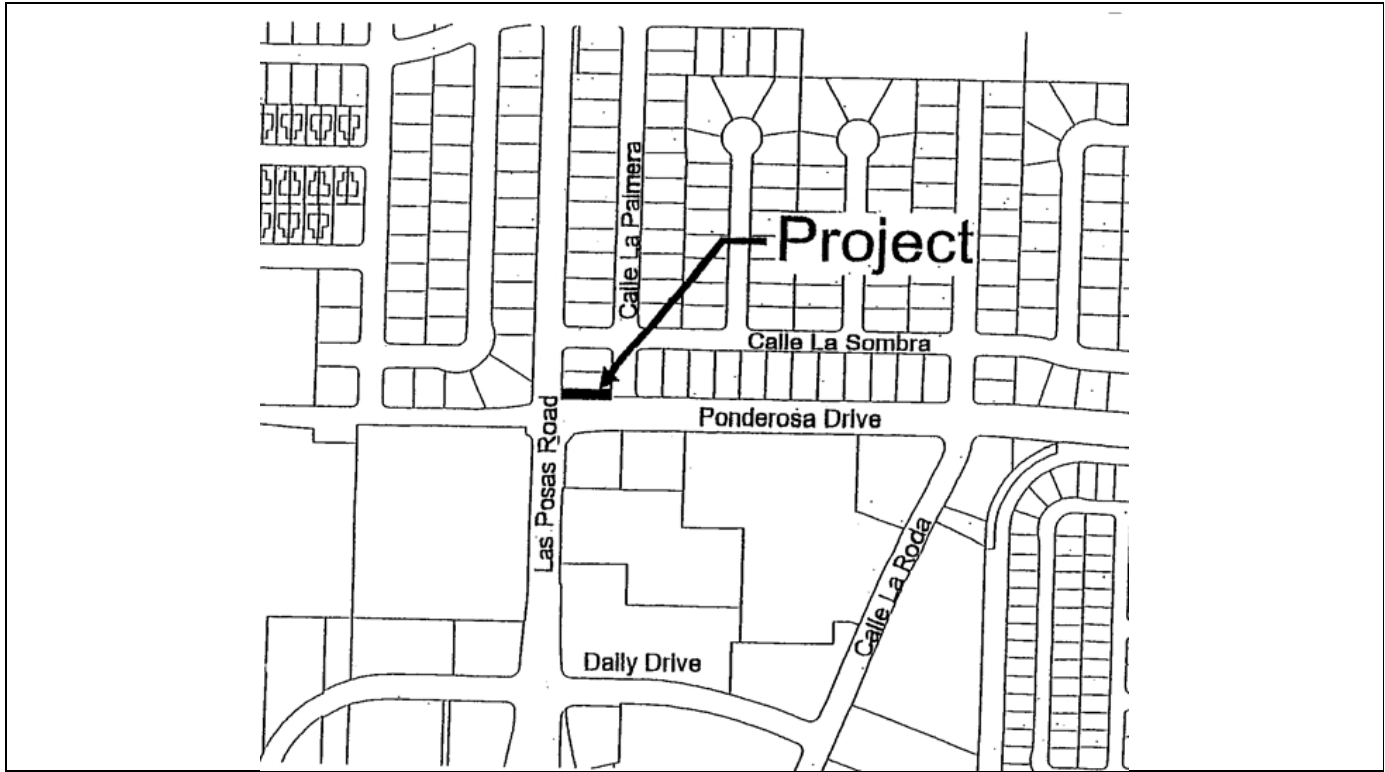 Calle La Palmera
Project
Calle La Sombra
Las Posas Road
Ponderosa Drive
Calle La Roda
Daily Drive